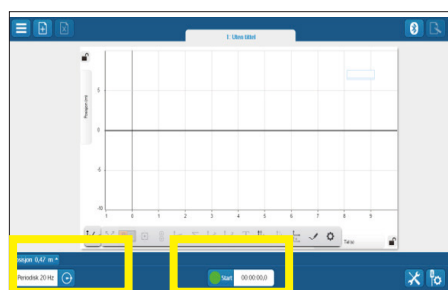 1: Uten tittel
Posisjon (m)
5
0
-5
-10
-1 0 1 2 3 4 5 6 7 8 9
Tid (s)
0,47 m
Periodisk 20 Hz
Start 00:00:00,0